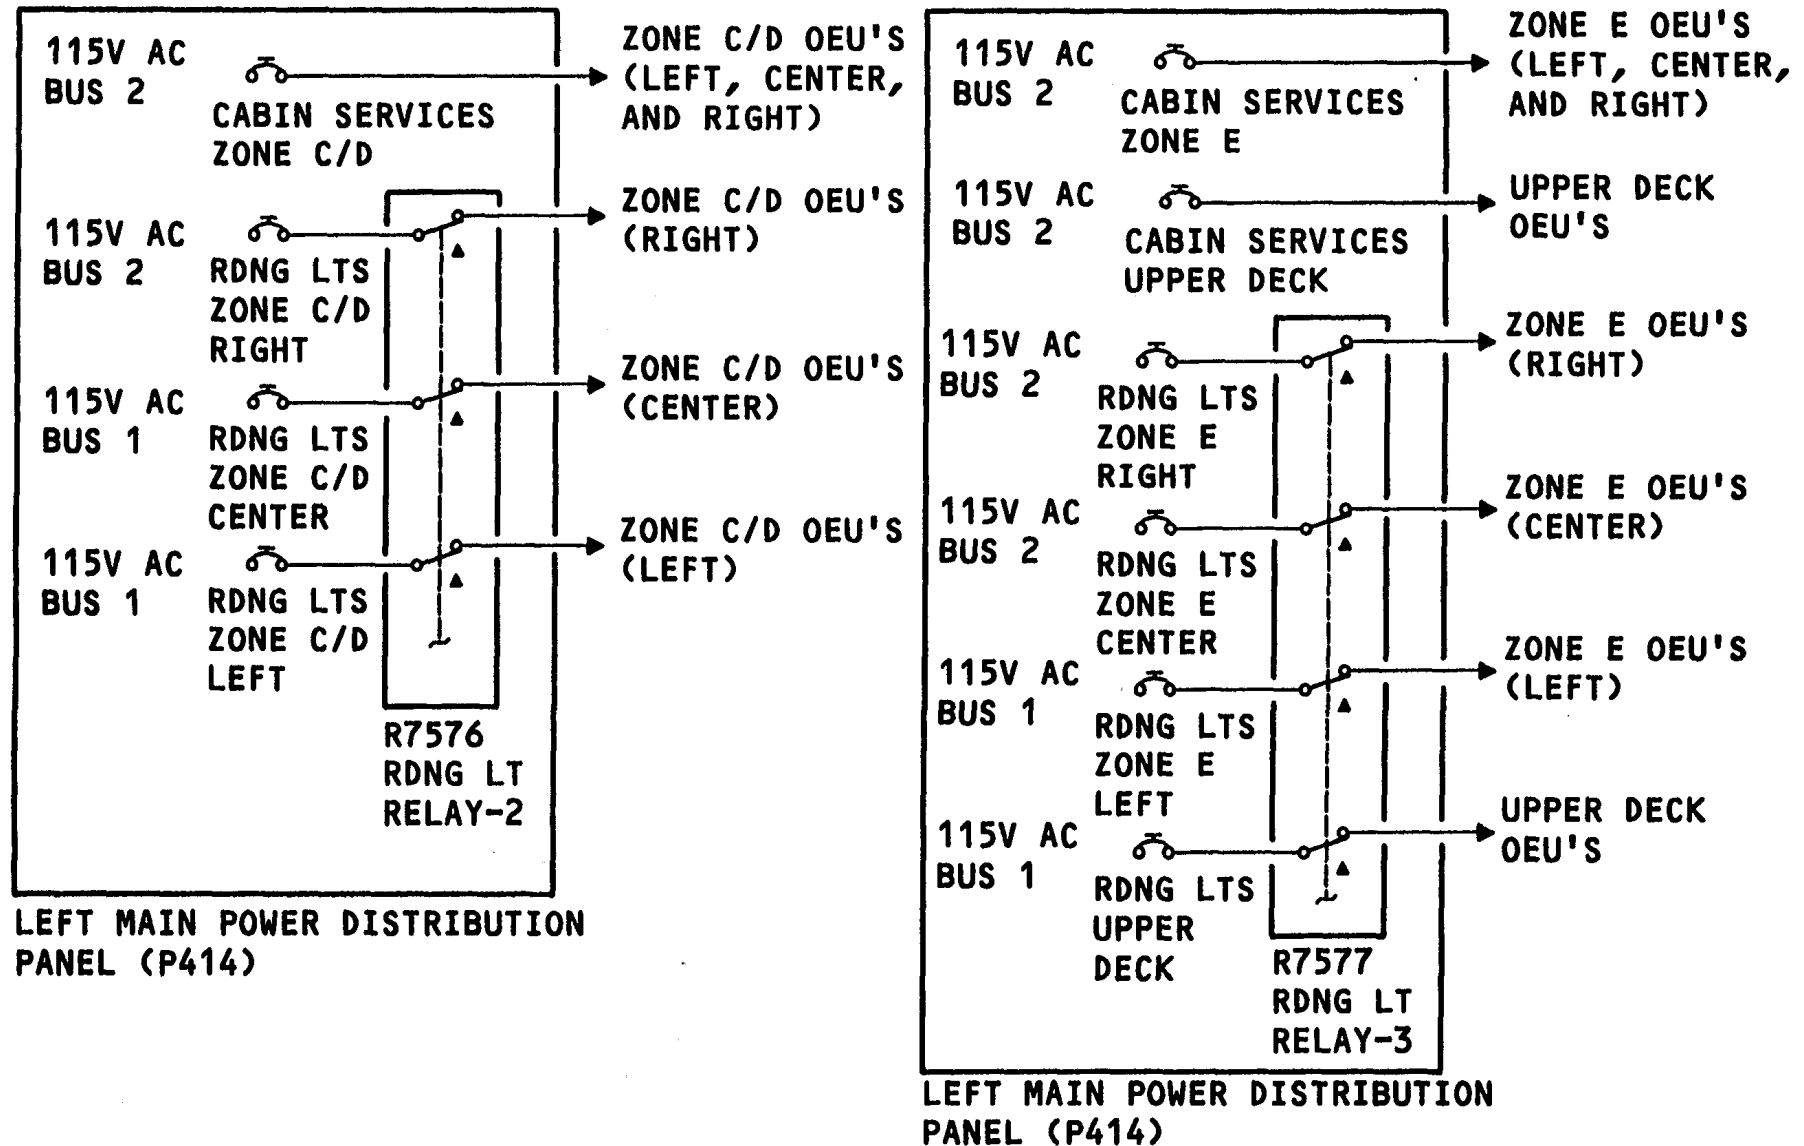 115V AC
BUS 2
CABIN SERVICES
ZONE C/D
ZONE C/D OEU'S
(LEFT, CENTER,
AND RIGHT)
115V AC
BUS 2
RDNG LTS
ZONE C/D
RIGHT
ZONE C/D OEU'S
(RIGHT)
115V AC
BUS 1
RDNG LTS
ZONE C/D
CENTER
ZONE C/D OEU'S
(CENTER)
115V AC
BUS 1
RDNG LTS
ZONE C/D
LEFT
ZONE C/D OEU'S
(LEFT)
R7576
RDNG LT
RELAY-2
LEFT MAIN POWER DISTRIBUTION
PANEL (P414)
115V AC
BUS 2
CABIN SERVICES
ZONE E
ZONE E OEU'S
(LEFT, CENTER,
AND RIGHT)
115V AC
BUS 2
CABIN SERVICES
UPPER DECK
UPPER DECK
OEU'S
115V AC
BUS 2
RDNG LTS
ZONE E
RIGHT
ZONE E OEU'S
(RIGHT)
115V AC
BUS 2
RDNG LTS
ZONE E
CENTER
ZONE E OEU'S
(CENTER)
115V AC
BUS 1
RDNG LTS
ZONE E
LEFT
ZONE E OEU'S
(LEFT)
115V AC
BUS 1
RDNG LTS
UPPER
DECK
UPPER DECK
OEU'S
R7577
RDNG LT
RELAY-3
LEFT MAIN POWER DISTRIBUTION
PANEL (P414)